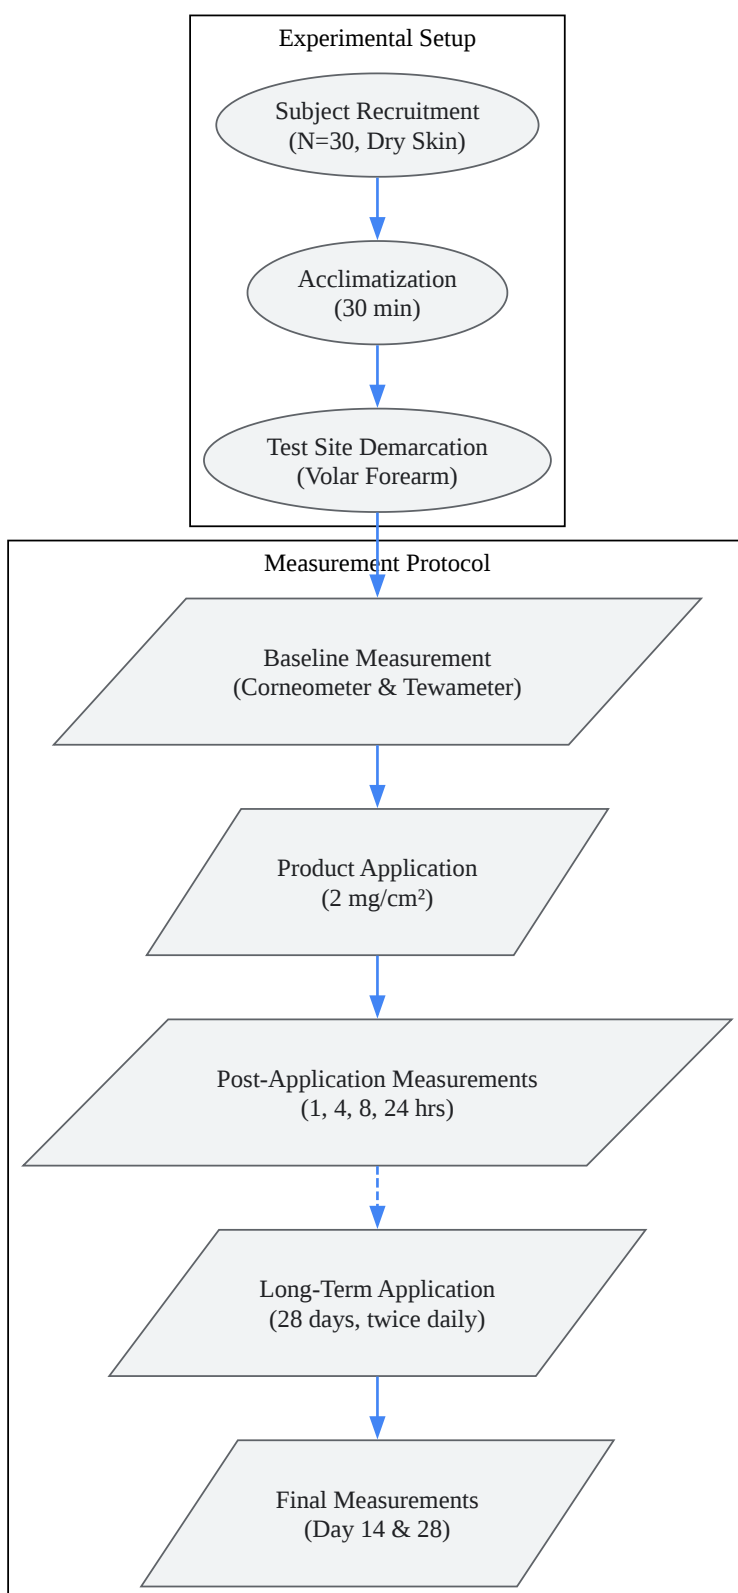 Experimental Setup
Subject Recruitment
(N=30, Dry Skin)
Acclimatization
(30 min)
Test Site Demarcation
(Volar Forearm)
Measurement Protocol
Baseline Measurement
(Corneometer & Tewameter)
Product Application
(2 mg/cm²)
Post-Application Measurements
(1, 4, 8, 24 hrs)
Long-Term Application
(28 days, twice daily)
Final Measurements
(Day 14 & 28)